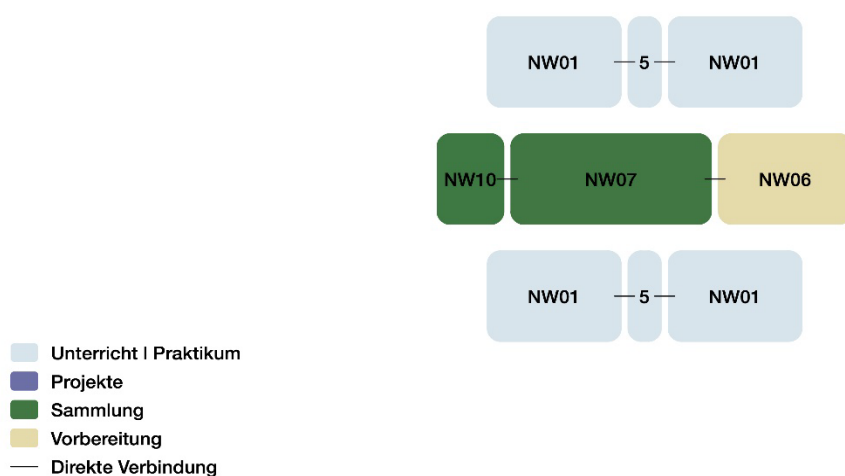 NW01 5 NW01
NW10 NW07 NW06
NW01 5 NW01
Unterricht | Praktikum
Projekte
Sammlung
Vorbereitung
Direkte Verbindung